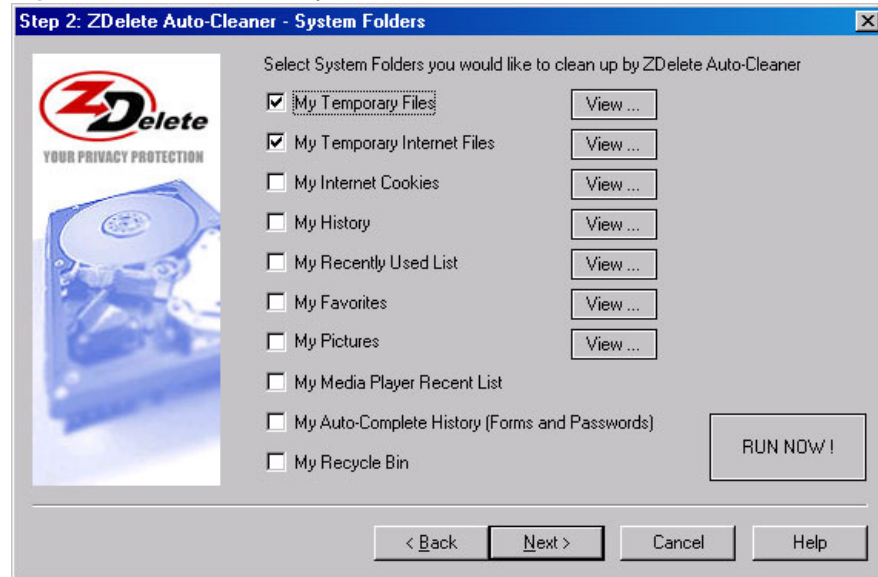 Step 2: ZDelete Auto-Cleaner - System Folders
ZDelete
YOUR PRIVACY PROTECTION
Select System Folders you would like to clean up by ZDelete Auto-Cleaner
My Temporary Files View ...
My Temporary Internet Files View ...
My Internet Cookies View ...
My History View ...
My Recently Used List View ...
My Favorites View ...
My Pictures View ...
My Media Player Recent List
My Auto-Complete History (Forms and Passwords)
My Recycle Bin
RUN NOW !
< Back Next > Cancel Help